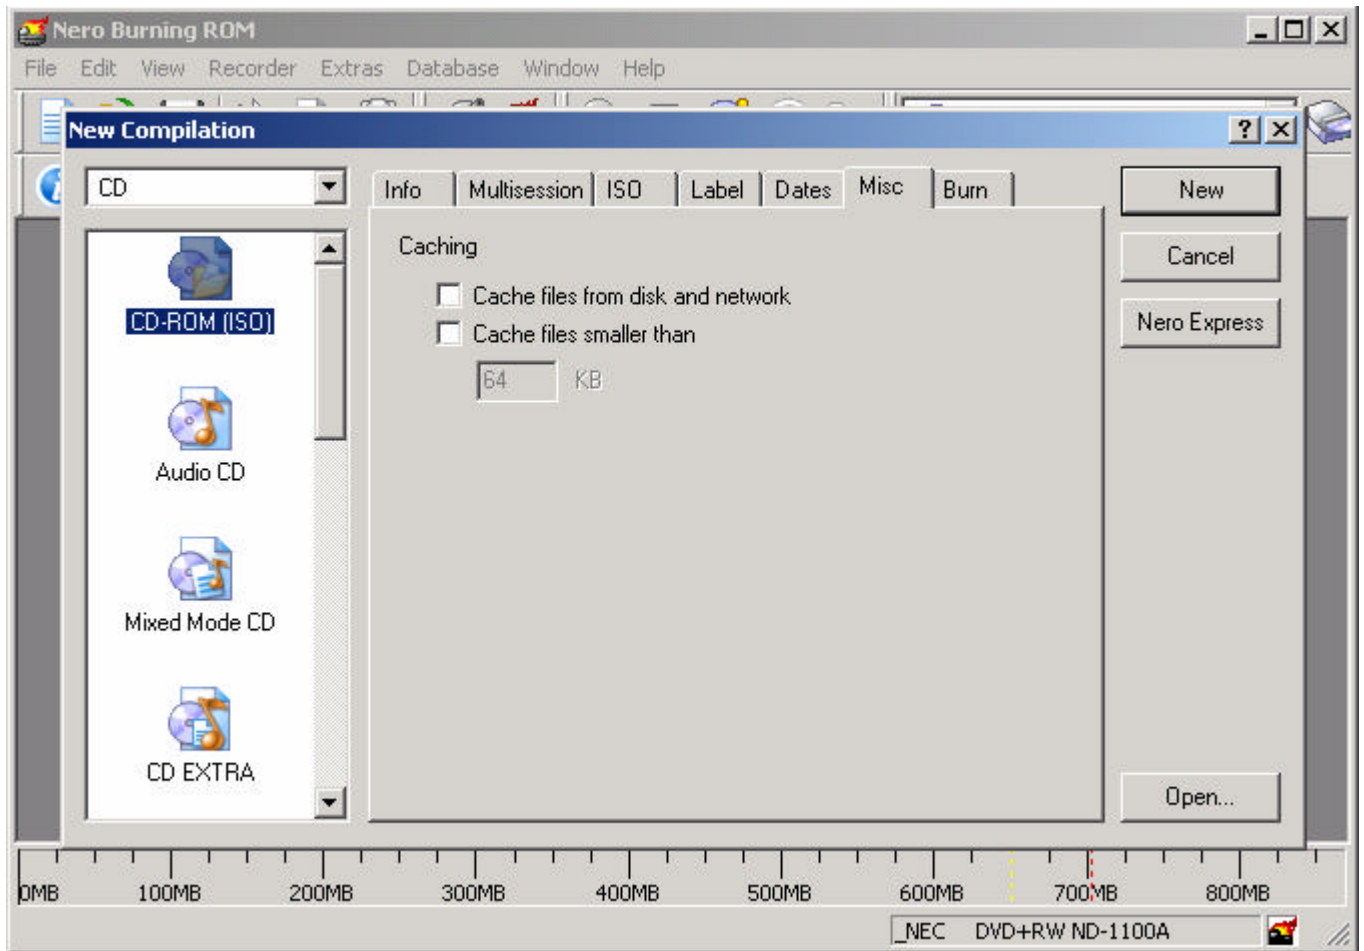 Nero Burning ROM
File Edit View Recorder Extras Database Window Help
New Compilation
CD
Info Multisession ISO Label Dates Misc Burn
New
Caching
Cancel
Cache files from disk and network
CD-ROM (ISO)
Nero Express
Cache files smaller than
64 KB
Audio CD
Mixed Mode CD
CD EXTRA
Open...
0MB 100MB 200MB 300MB 400MB 500MB 600MB 700MB 800MB
_NEC DVD+RW ND-1100A